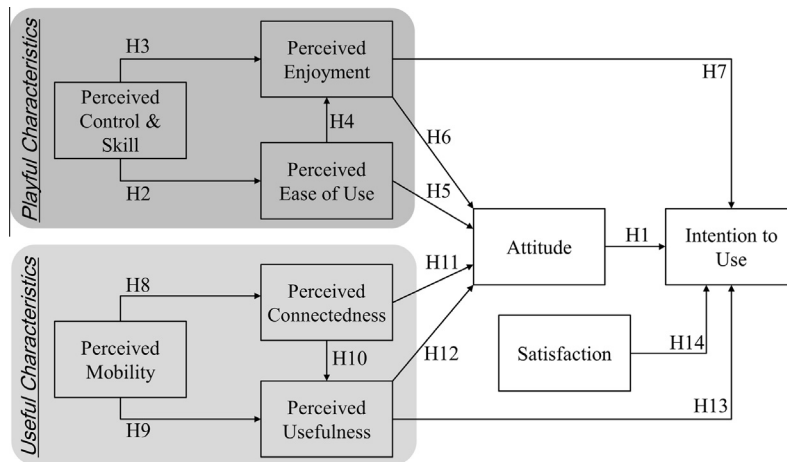 Playful Characteristics
H3
Perceived
Enjoyment
H7
Perceived
Control &
Skill
H4
H6
H2
Perceived
Ease of Use
H5
Attitude
H1
Intention to
Use
Useful Characteristics
H8
Perceived
Connectedness
H11
Perceived
Mobility
H10
H12
Satisfaction
H14
H9
Perceived
Usefulness
H13